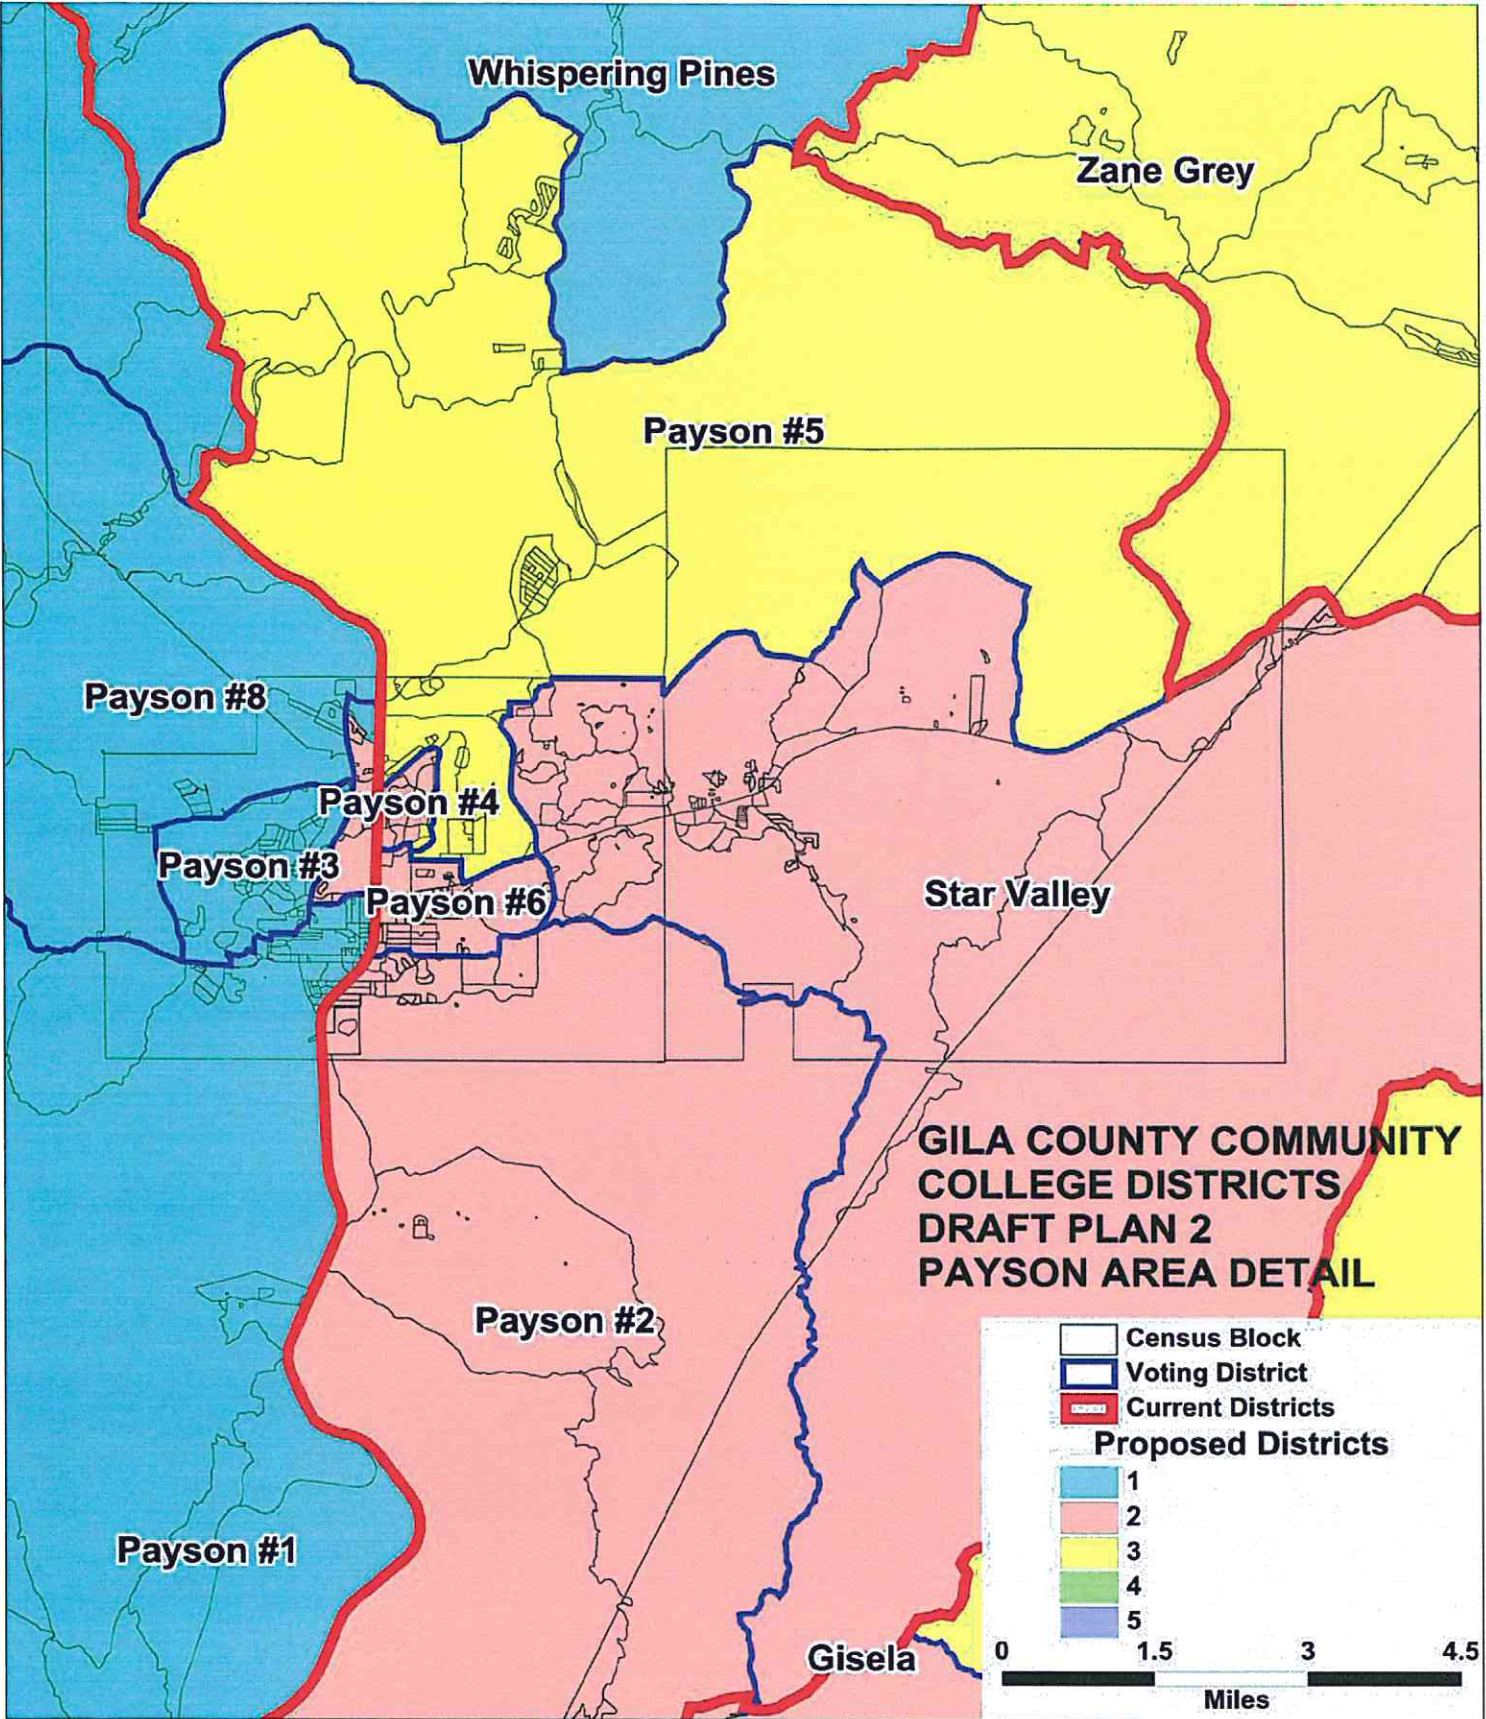 Whispering Pines
Zane Grey
Payson #5
Payson #8
Payson #4
Payson #3
Payson #6
Star Valley
GILA COUNTY COMMUNITY
COLLEGE DISTRICTS
DRAFT PLAN 2
PAYSON AREA DETAIL
Payson #2
Census Block
Voting District
Current Districts
Proposed Districts
1
2
3
4
5
Payson #1
Gisela
0 1.5 3 4.5
Miles